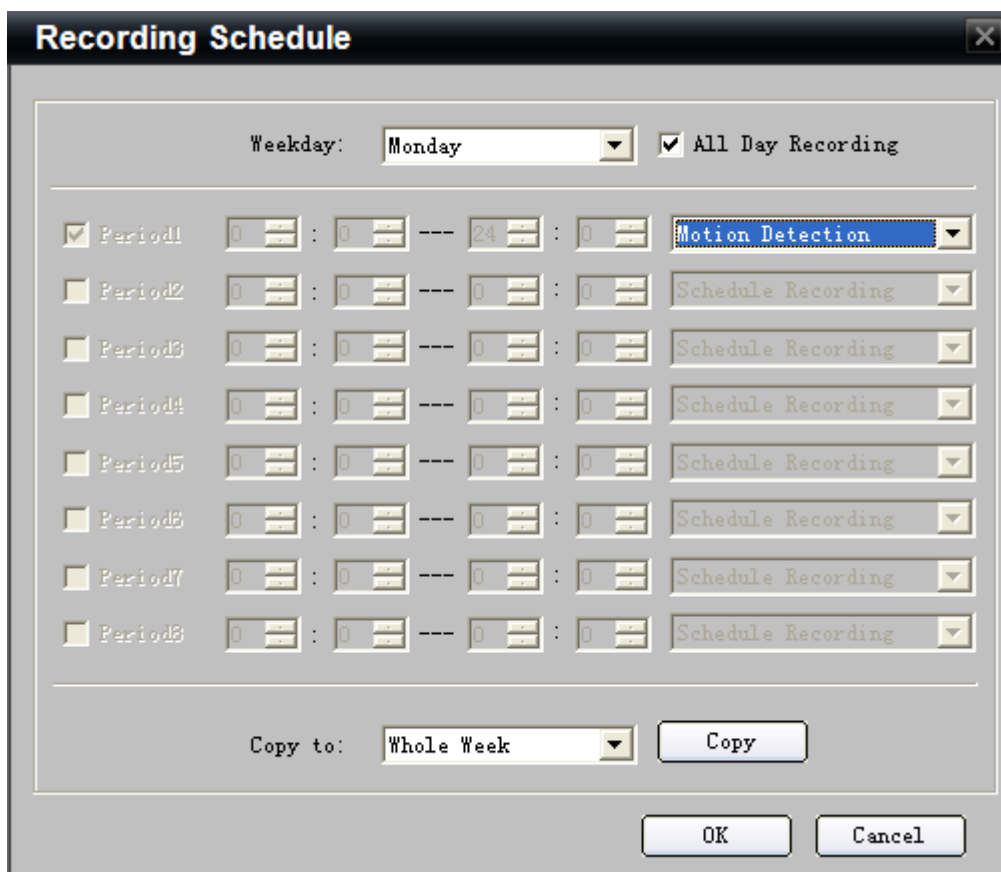 Recording Schedule
Weekday: Monday All Day Recording
Period1 0 : 0 --- 24 : 0 Motion Detection
Period2 0 : 0 --- 0 : 0 Schedule Recording
Period3 0 : 0 --- 0 : 0 Schedule Recording
Period4 0 : 0 --- 0 : 0 Schedule Recording
Period5 0 : 0 --- 0 : 0 Schedule Recording
Period6 0 : 0 --- 0 : 0 Schedule Recording
Period7 0 : 0 --- 0 : 0 Schedule Recording
Period8 0 : 0 --- 0 : 0 Schedule Recording
Copy to: Whole Week Copy
OK Cancel